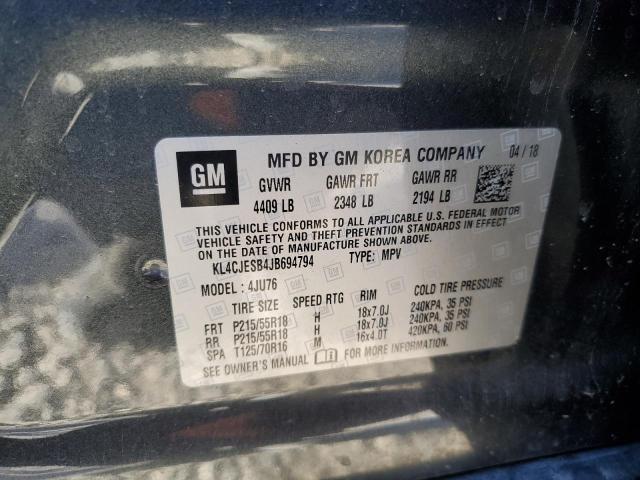 GM
MFD BY GM KOREA COMPANY 04 / 18
GVWR GAWR FRT GAWR RR
4409 LB 2348 LB 2194 LB
THIS VEHICLE CONFORMS TO ALL APPLICABLE U.S. FEDERAL MOTOR
VEHICLE SAFETY AND THEFT PREVENTION STANDARDS IN EFFECT
ON THE DATE OF MANUFACTURE SHOWN ABOVE.
KL4CJESB4JB694794 TYPE: MPV
MODEL : 4JU76
TIRE SIZE SPEED RTG RIM COLD TIRE PRESSURE
FRT P215/55R18 H 18x7.0J 240KPA, 35 PSI
RR P215/55R18 H 18x7.0J 240KPA, 35 PSI
SPA T125/70R16 M 16x4.0T 420KPA, 60 PSI
SEE OWNER'S MANUAL FOR MORE INFORMATION.